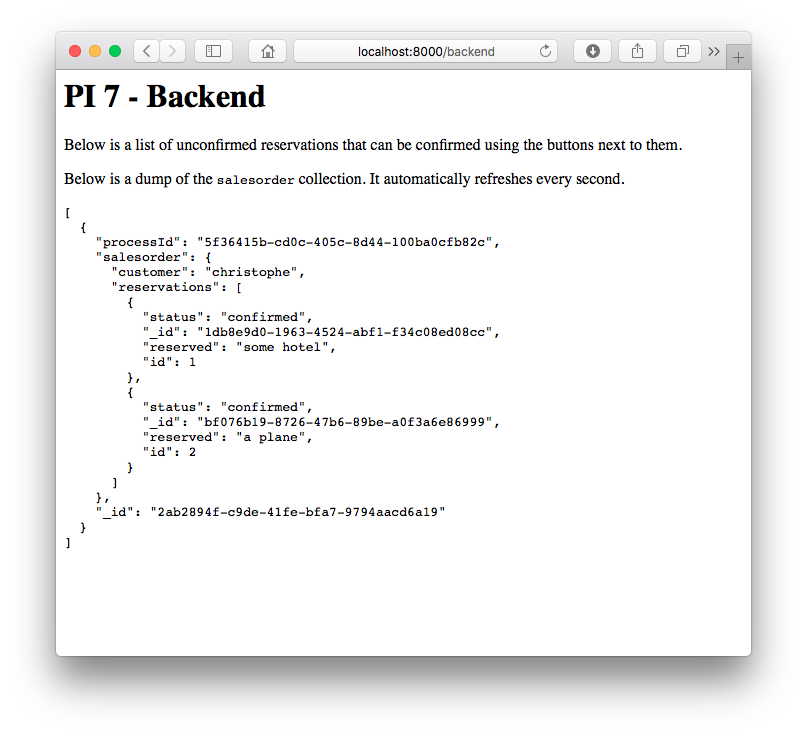 localhost:8000/backend
PI 7 - Backend
Below is a list of unconfirmed reservations that can be confirmed using the buttons next to them.
Below is a dump of the salesorder collection. It automatically refreshes every second.
[
  {
    "processId": "5f36415b-cd0c-405c-8d44-100ba0cfb82c",
    "salesorder": {
      "customer": "christophe",
      "reservations": [
        {
          "status": "confirmed",
          "_id": "1db8e9d0-1963-4524-abf1-f34c08ed08cc",
          "reserved": "some hotel",
          "id": 1
        },
        {
          "status": "confirmed",
          "_id": "bf076b19-8726-47b6-89be-a0f3a6e86999",
          "reserved": "a plane",
          "id": 2
        }
      ]
    },
    "_id": "2ab2894f-c9de-41fe-bfa7-9794aacd6a19"
  }
]